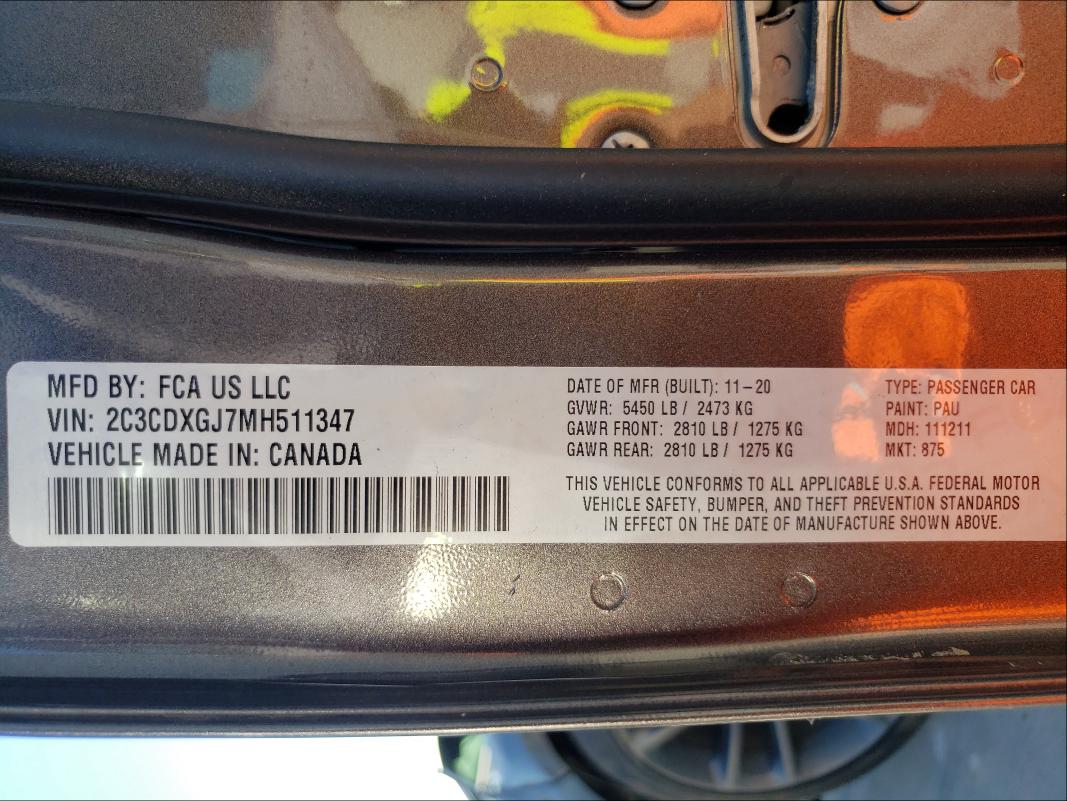 MFD BY: FCA US LLC
VIN: 2C3CDXGJ7MH511347
VEHICLE MADE IN: CANADA
DATE OF MFR (BUILT): 11-20
GVWR: 5450 LB / 2473 KG
GAWR FRONT: 2810 LB / 1275 KG
GAWR REAR: 2810 LB / 1275 KG
TYPE: PASSENGER CAR
PAINT: PAU
MDH: 111211
MKT: 875
THIS VEHICLE CONFORMS TO ALL APPLICABLE U.S.A. FEDERAL MOTOR
VEHICLE SAFETY, BUMPER, AND THEFT PREVENTION STANDARDS
IN EFFECT ON THE DATE OF MANUFACTURE SHOWN ABOVE.